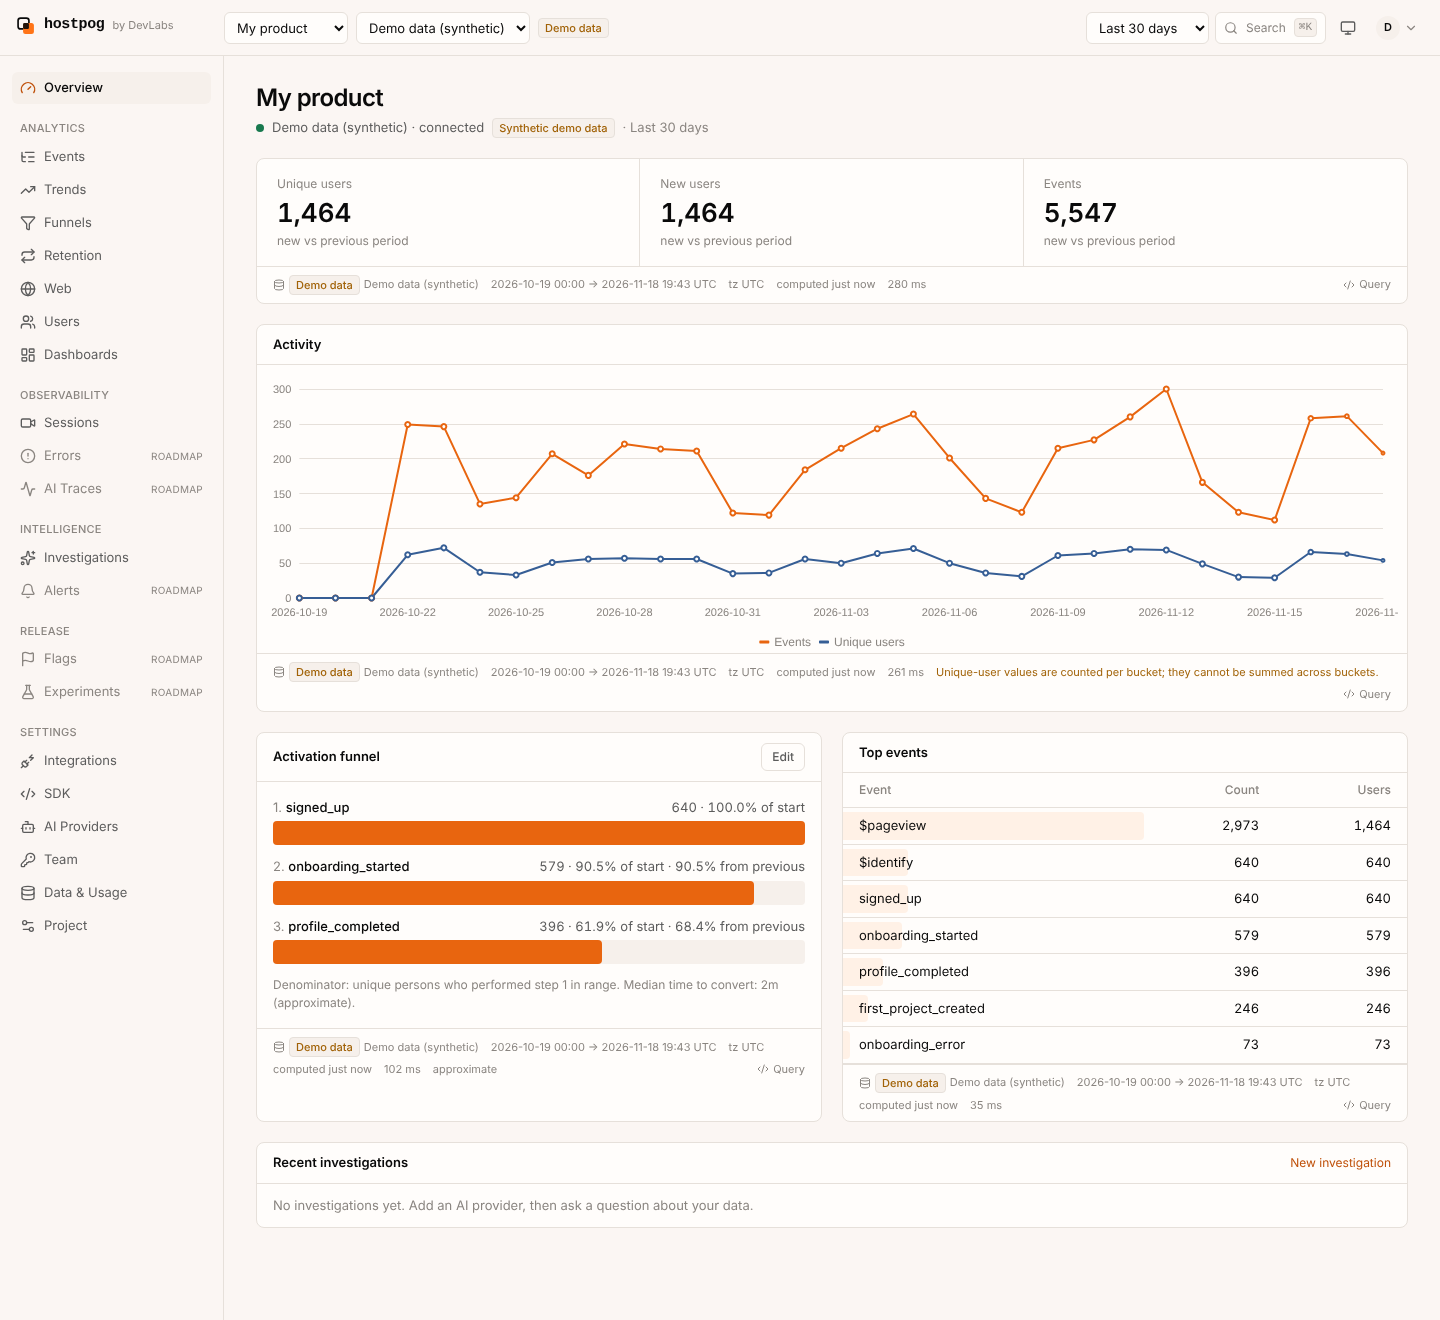 hostpog by DevLabs
My product
Demo data (synthetic)
Demo data
Last 30 days
Search ⌘K
D
Overview
ANALYTICS
Events
Trends
Funnels
Retention
Web
Users
Dashboards
OBSERVABILITY
Sessions
Errors ROADMAP
AI Traces ROADMAP
INTELLIGENCE
Investigations
Alerts ROADMAP
RELEASE
Flags ROADMAP
Experiments ROADMAP
SETTINGS
Integrations
SDK
AI Providers
Team
Data & Usage
Project
My product
Demo data (synthetic) · connected Synthetic demo data · Last 30 days
Unique users
1,464
new vs previous period
New users
1,464
new vs previous period
Events
5,547
new vs previous period
Demo data Demo data (synthetic) 2026-10-19 00:00 → 2026-11-18 19:43 UTC tz UTC computed just now 280 ms Query
Activity
300
250
200
150
100
50
0
2026-10-19 2026-10-22 2026-10-25 2026-10-28 2026-10-31 2026-11-03 2026-11-06 2026-11-09 2026-11-12 2026-11-15 2026-11-
Events Unique users
Demo data Demo data (synthetic) 2026-10-19 00:00 → 2026-11-18 19:43 UTC tz UTC computed just now 261 ms Unique-user values are counted per bucket; they cannot be summed across buckets.
Query
Activation funnel Edit
1. signed_up 640 · 100.0% of start
2. onboarding_started 579 · 90.5% of start · 90.5% from previous
3. profile_completed 396 · 61.9% of start · 68.4% from previous
Denominator: unique persons who performed step 1 in range. Median time to convert: 2m
(approximate).
Demo data Demo data (synthetic) 2026-10-19 00:00 → 2026-11-18 19:43 UTC tz UTC
computed just now 102 ms approximate Query
Top events
Event Count Users
$pageview 2,973 1,464
$identify 640 640
signed_up 640 640
onboarding_started 579 579
profile_completed 396 396
first_project_created 246 246
onboarding_error 73 73
Demo data Demo data (synthetic) 2026-10-19 00:00 → 2026-11-18 19:43 UTC tz UTC
computed just now 35 ms Query
Recent investigations New investigation
No investigations yet. Add an AI provider, then ask a question about your data.